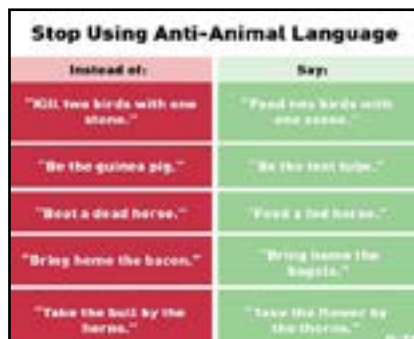 Stop Using Anti-Animal Language
Instead of:
Say:
"Kill two birds with one
stone."
"Feed two birds with
one scone."
"Be the guinea pig."
"Be the test tube."
"Beat a dead horse."
"Feed a fed horse."
"Bring home the bacon."
"Bring home the
bagels."
"Take the bull by the
horns."
"Take the flower by
the thorns."